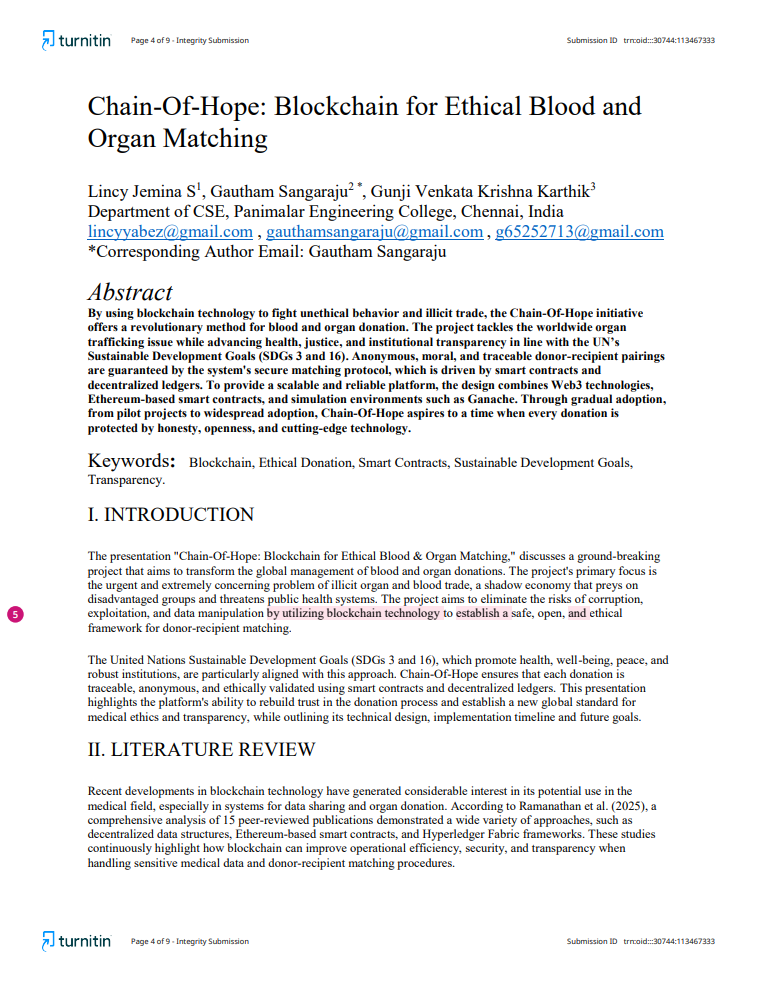 turnitin Page 4 of 9 - Integrity Submission Submission ID trn:oid:::30744:113467333
Chain-Of-Hope: Blockchain for Ethical Blood and
Organ Matching
Lincy Jemina S1, Gautham Sangaraju2 *, Gunji Venkata Krishna Karthik3
Department of CSE, Panimalar Engineering College, Chennai, India
lincyyabez@gmail.com , gauthamsangaraju@gmail.com , g65252713@gmail.com
*Corresponding Author Email: Gautham Sangaraju
Abstract
By using blockchain technology to fight unethical behavior and illicit trade, the Chain-Of-Hope initiative
offers a revolutionary method for blood and organ donation. The project tackles the worldwide organ
trafficking issue while advancing health, justice, and institutional transparency in line with the UN’s
Sustainable Development Goals (SDGs 3 and 16). Anonymous, moral, and traceable donor-recipient pairings
are guaranteed by the system's secure matching protocol, which is driven by smart contracts and
decentralized ledgers. To provide a scalable and reliable platform, the design combines Web3 technologies,
Ethereum-based smart contracts, and simulation environments such as Ganache. Through gradual adoption,
from pilot projects to widespread adoption, Chain-Of-Hope aspires to a time when every donation is
protected by honesty, openness, and cutting-edge technology.
Keywords: Blockchain, Ethical Donation, Smart Contracts, Sustainable Development Goals,
Transparency.
I. INTRODUCTION
The presentation "Chain-Of-Hope: Blockchain for Ethical Blood & Organ Matching," discusses a ground-breaking
project that aims to transform the global management of blood and organ donations. The project's primary focus is
the urgent and extremely concerning problem of illicit organ and blood trade, a shadow economy that preys on
disadvantaged groups and threatens public health systems. The project aims to eliminate the risks of corruption,
5 exploitation, and data manipulation by utilizing blockchain technology to establish a safe, open, and ethical
framework for donor-recipient matching.
The United Nations Sustainable Development Goals (SDGs 3 and 16), which promote health, well-being, peace, and
robust institutions, are particularly aligned with this approach. Chain-Of-Hope ensures that each donation is
traceable, anonymous, and ethically validated using smart contracts and decentralized ledgers. This presentation
highlights the platform's ability to rebuild trust in the donation process and establish a new global standard for
medical ethics and transparency, while outlining its technical design, implementation timeline and future goals.
II. LITERATURE REVIEW
Recent developments in blockchain technology have generated considerable interest in its potential use in the
medical field, especially in systems for data sharing and organ donation. According to Ramanathan et al. (2025), a
comprehensive analysis of 15 peer-reviewed publications demonstrated a wide variety of approaches, such as
decentralized data structures, Ethereum-based smart contracts, and Hyperledger Fabric frameworks. These studies
continuously highlight how blockchain can improve operational efficiency, security, and transparency when
handling sensitive medical data and donor-recipient matching procedures.
turnitin Page 4 of 9 - Integrity Submission Submission ID trn:oid:::30744:113467333